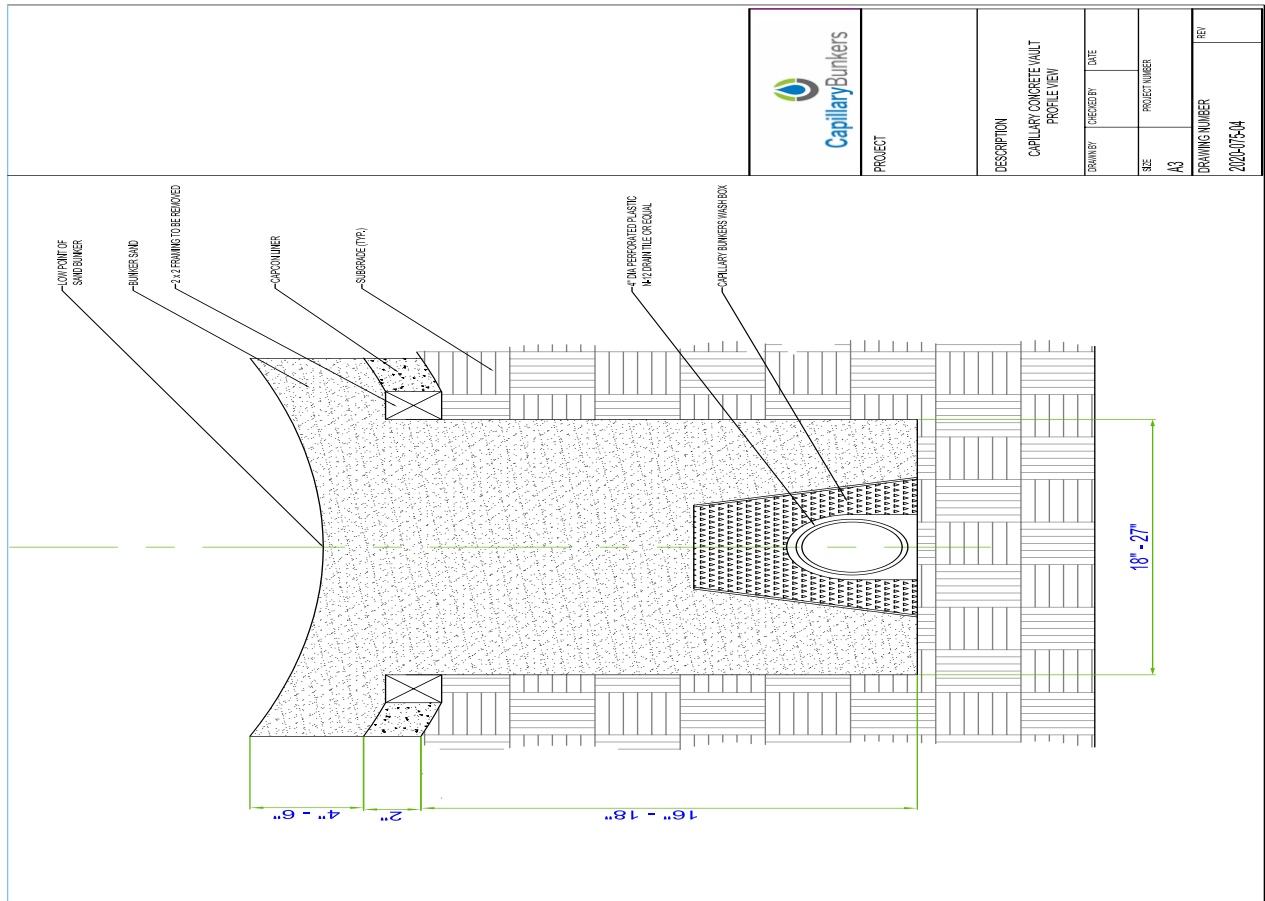 CapillaryBunkers
PROJECT
DESCRIPTION
CAPILLARY CONCRETE VAULT
PROFILE VIEW
DRAWN BY
CHECKED BY
DATE
SIZE
A3
PROJECT NUMBER
DRAWING NUMBER
2020-075-04
REV
LOW POINT OF
SAND BUNKER
BUNKER SAND
2 x 2 FRAMING TO BE REMOVED
CAPCON LINER
SUBGRADE (TYP.)
4" DIA PERFORATED PLASTIC
N-12 DRAIN TILE OR EQUAL
CAPILLARY BUNKERS WASH BOX
4" - 6"
2"
16" - 18"
18" - 27"